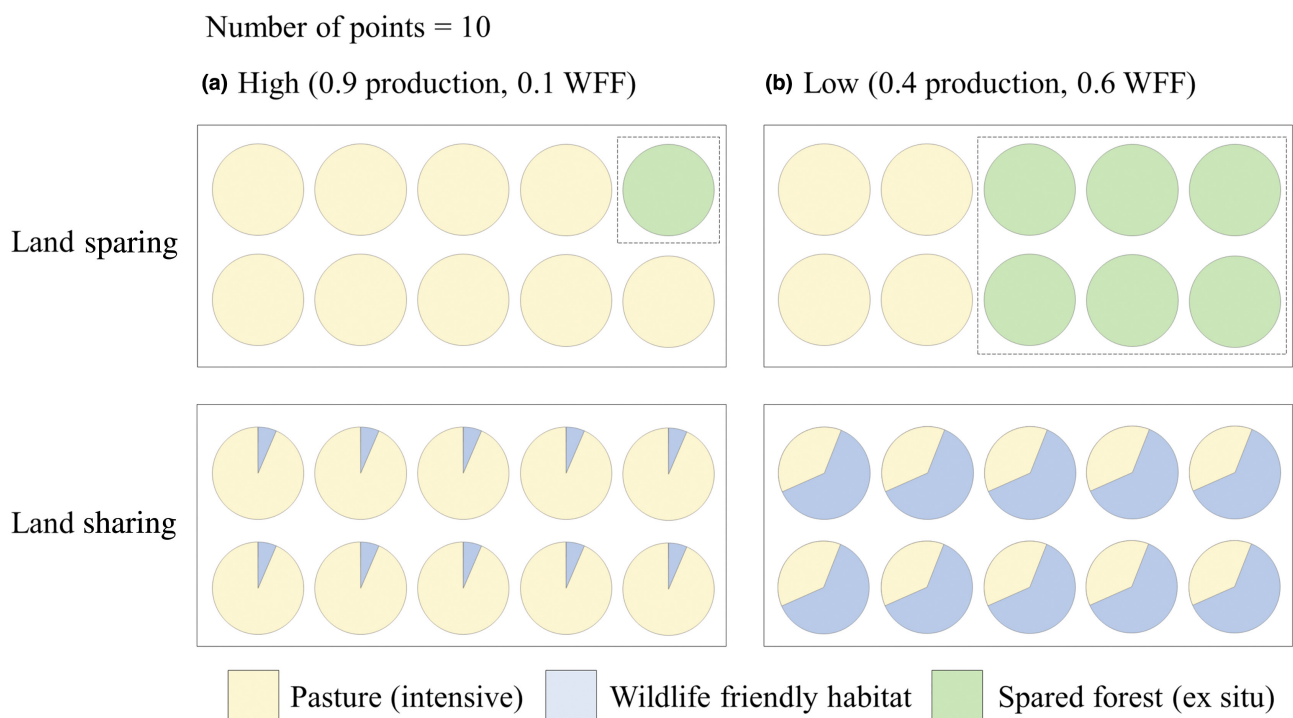 Number of points = 10
(a) High (0.9 production, 0.1 WFF)
(b) Low (0.4 production, 0.6 WFF)
Land sparing
Land sharing
Pasture (intensive)
Wildlife friendly habitat
Spared forest (ex situ)